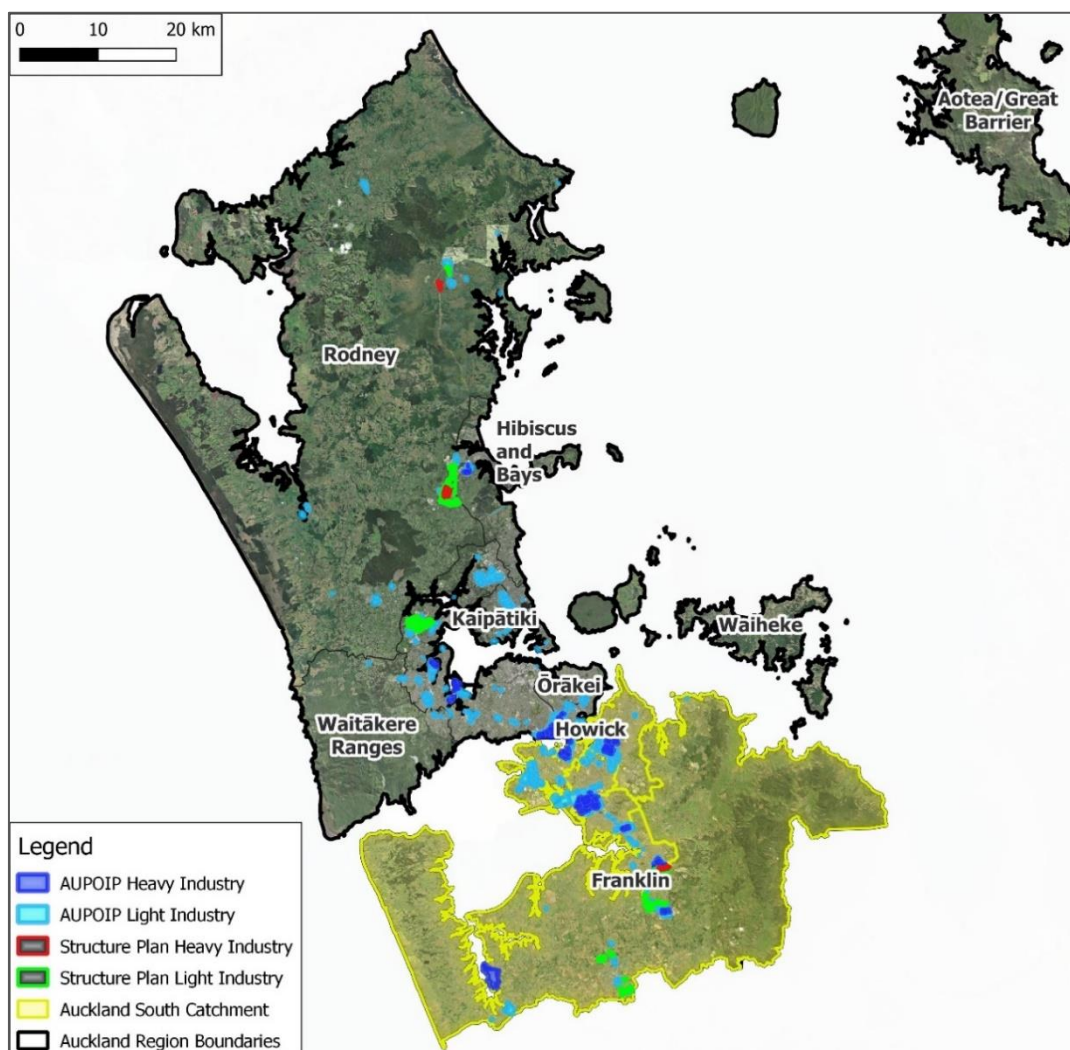 0 10 20 km
Aotea/Great
Barrier
Rodney
Hibiscus
and
Bays
Kaipātiki
Waiheke
Ōrākei
Waitākere
Ranges
Howick
Franklin
Legend
AUPOIP Heavy Industry
AUPOIP Light Industry
Structure Plan Heavy Industry
Structure Plan Light Industry
Auckland South Catchment
Auckland Region Boundaries